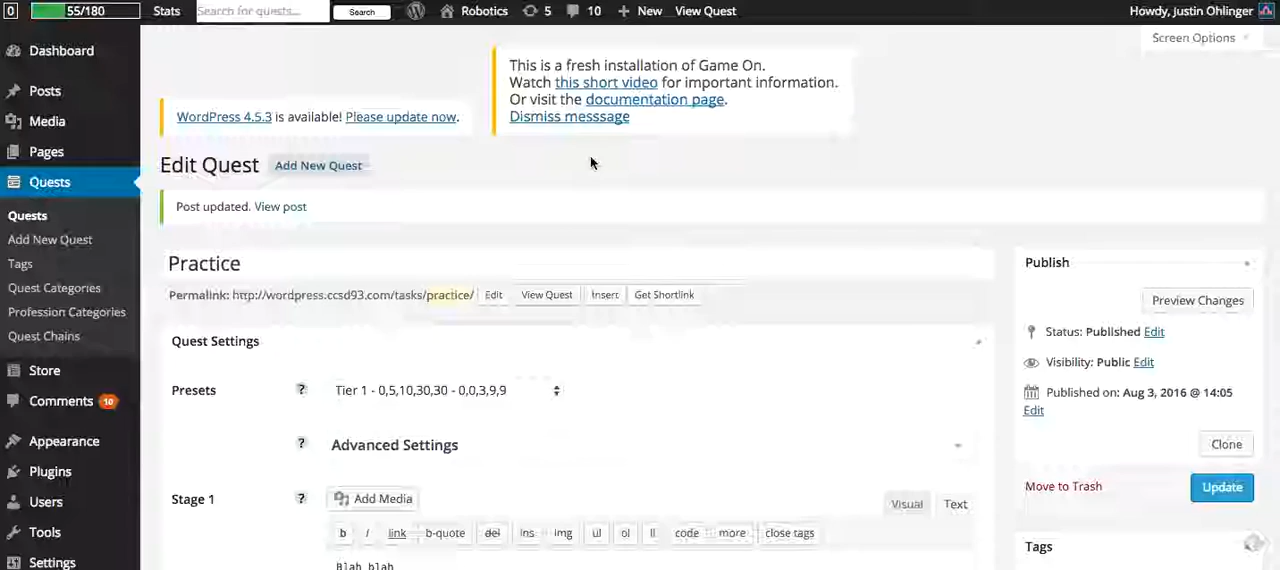 0 55/180 Stats Search for quests... Search Robotics 5 10 New View Quest Howdy, Justin Ohlinger
Screen Options
Dashboard
Posts
Media
Pages
Quests
Quests
Add New Quest
Tags
Quest Categories
Profession Categories
Quest Chains
Store
Comments 10
Appearance
Plugins
Users
Tools
Settings
This is a fresh installation of Game On.
Watch this short video for important information.
Or visit the documentation page.
Dismiss messsage
WordPress 4.5.3 is available! Please update now.
Edit Quest Add New Quest
Post updated. View post
Practice
Permalink: http://wordpress.ccsd93.com/tasks/practice/ Edit View Quest Insert Get Shortlink
Quest Settings
Presets ? Tier 1 - 0,5,10,30,30 - 0,0,3,9,9
? Advanced Settings
Stage 1 ? Add Media Visual Text
b i link b-quote del ins img ul ol li code more close tags
Blah blah
Publish
Preview Changes
Status: Published Edit
Visibility: Public Edit
Published on: Aug 3, 2016 @ 14:05
Edit
Clone
Move to Trash Update
Tags